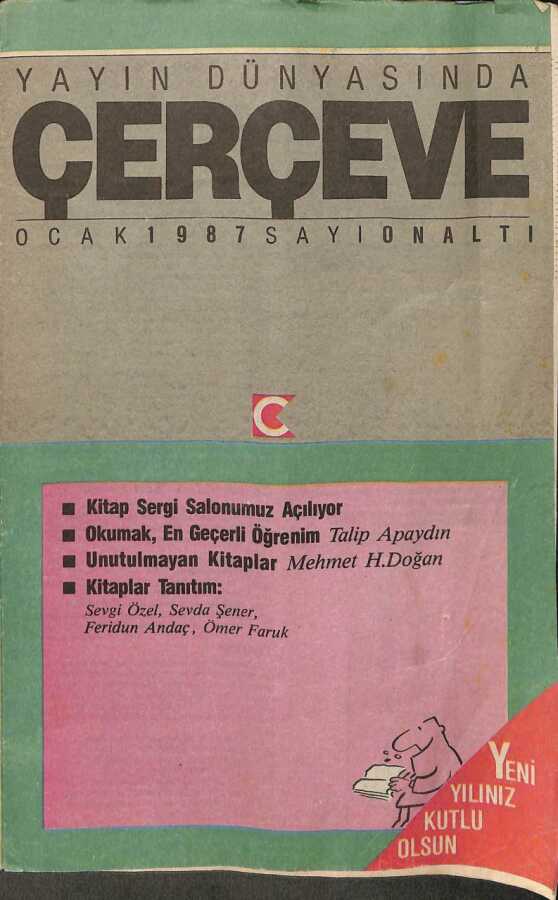 YAYIN DÜNYASINDA
ÇERÇEVE
OCAK 1987 SAYI ONALTI
C
■ Kitap Sergi Salonumuz Açılıyor
■ Okumak, En Geçerli Öğrenim Talip Apaydın
■ Unutulmayan Kitaplar Mehmet H.Doğan
■ Kitaplar Tanıtım:
Sevgi Özel, Sevda Şener,
Feridun Andaç, Ömer Faruk
YENİ
YILINIZ
KUTLU
OLSUN